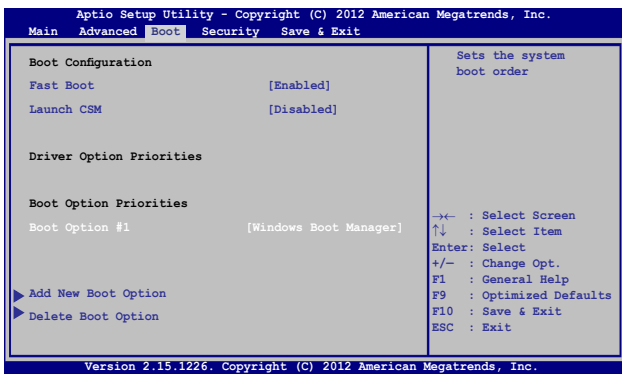 Aptio Setup Utility - Copyright (C) 2012 American Megatrends, Inc.
Main Advanced Boot Security Save & Exit
Boot Configuration
Fast Boot [Enabled]
Launch CSM [Disabled]
Driver Option Priorities
Boot Option Priorities
Boot Option #1 [Windows Boot Manager]
Add New Boot Option
Delete Boot Option
Sets the system
boot order
→← : Select Screen
↑↓ : Select Item
Enter: Select
+/— : Change Opt.
F1 : General Help
F9 : Optimized Defaults
F10 : Save & Exit
ESC : Exit
Version 2.15.1226. Copyright (C) 2012 American Megatrends, Inc.